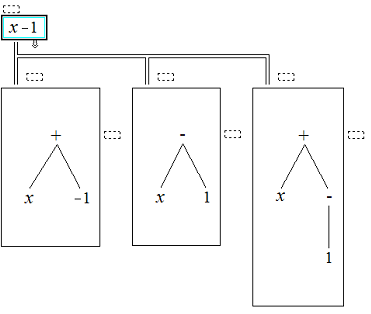 x - 1
+ - +
x -1 x 1 x -
1